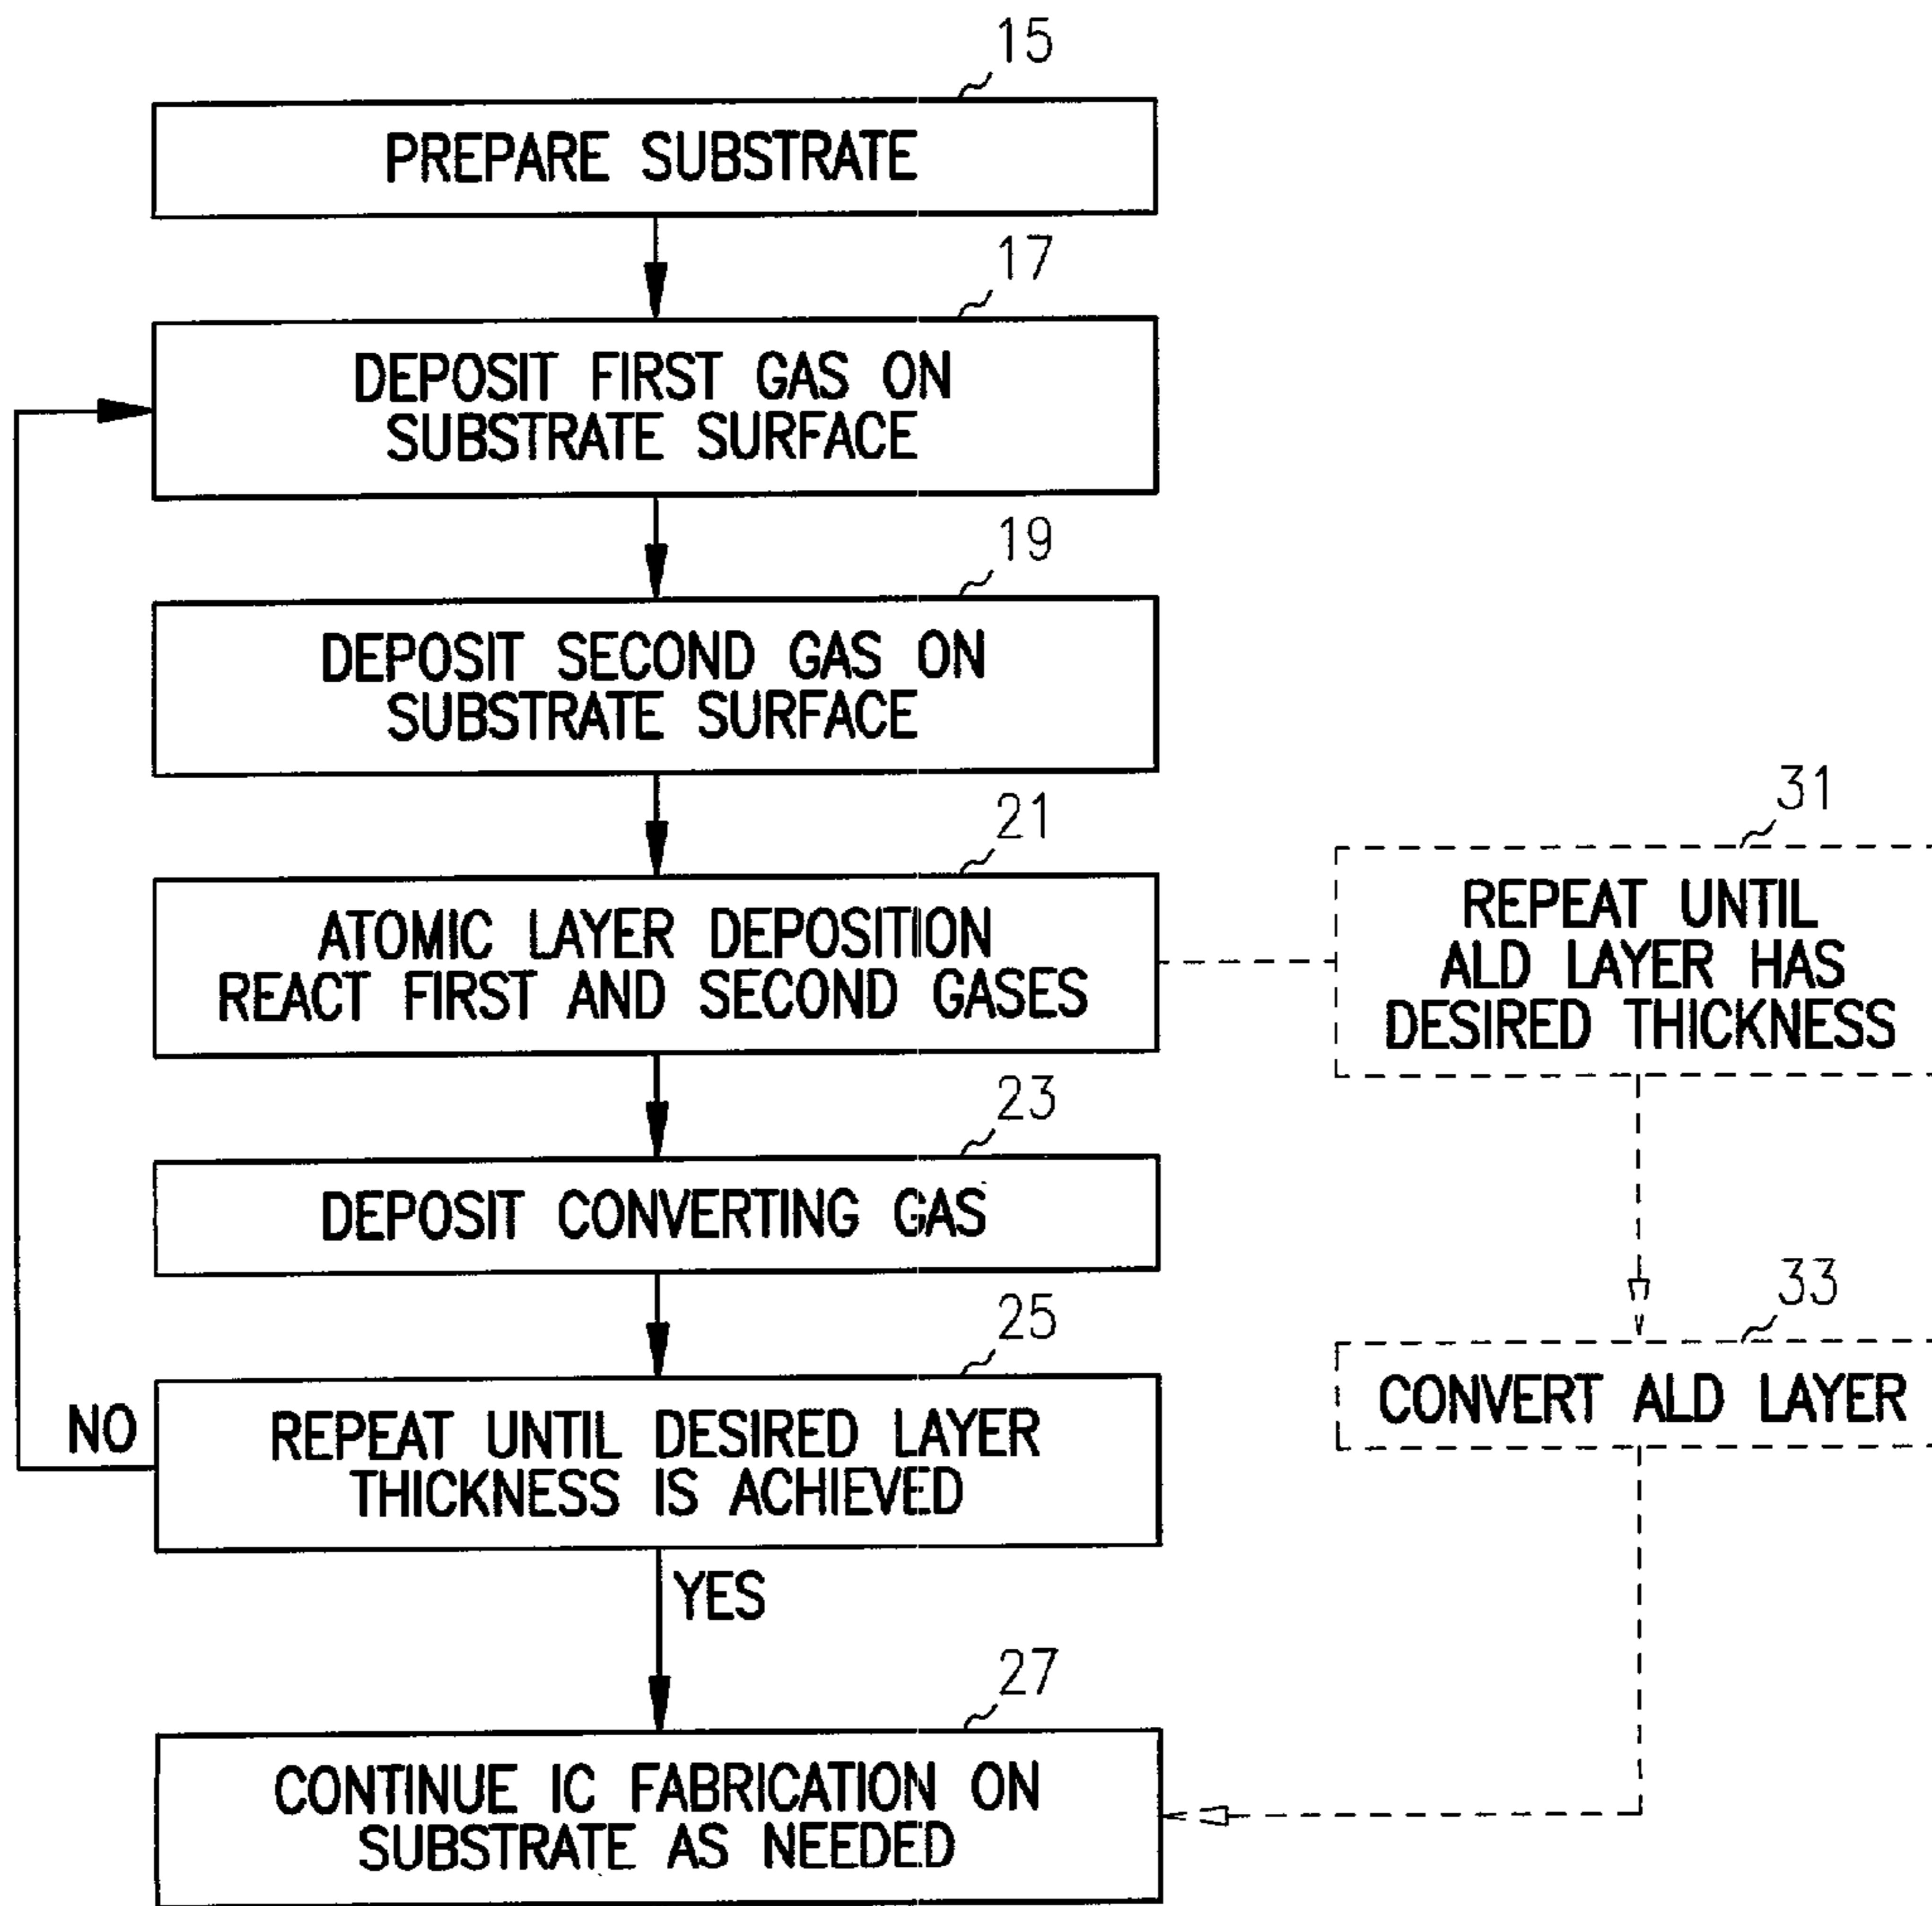 15
PREPARE SUBSTRATE
17
DEPOSIT FIRST GAS ON
SUBSTRATE SURFACE
19
DEPOSIT SECOND GAS ON
SUBSTRATE SURFACE
21
ATOMIC LAYER DEPOSITION
REACT FIRST AND SECOND GASES
23
DEPOSIT CONVERTING GAS
25
REPEAT UNTIL DESIRED LAYER
THICKNESS IS ACHIEVED
NO
YES
27
CONTINUE IC FABRICATION ON
SUBSTRATE AS NEEDED
31
REPEAT UNTIL
ALD LAYER HAS
DESIRED THICKNESS
33
CONVERT ALD LAYER